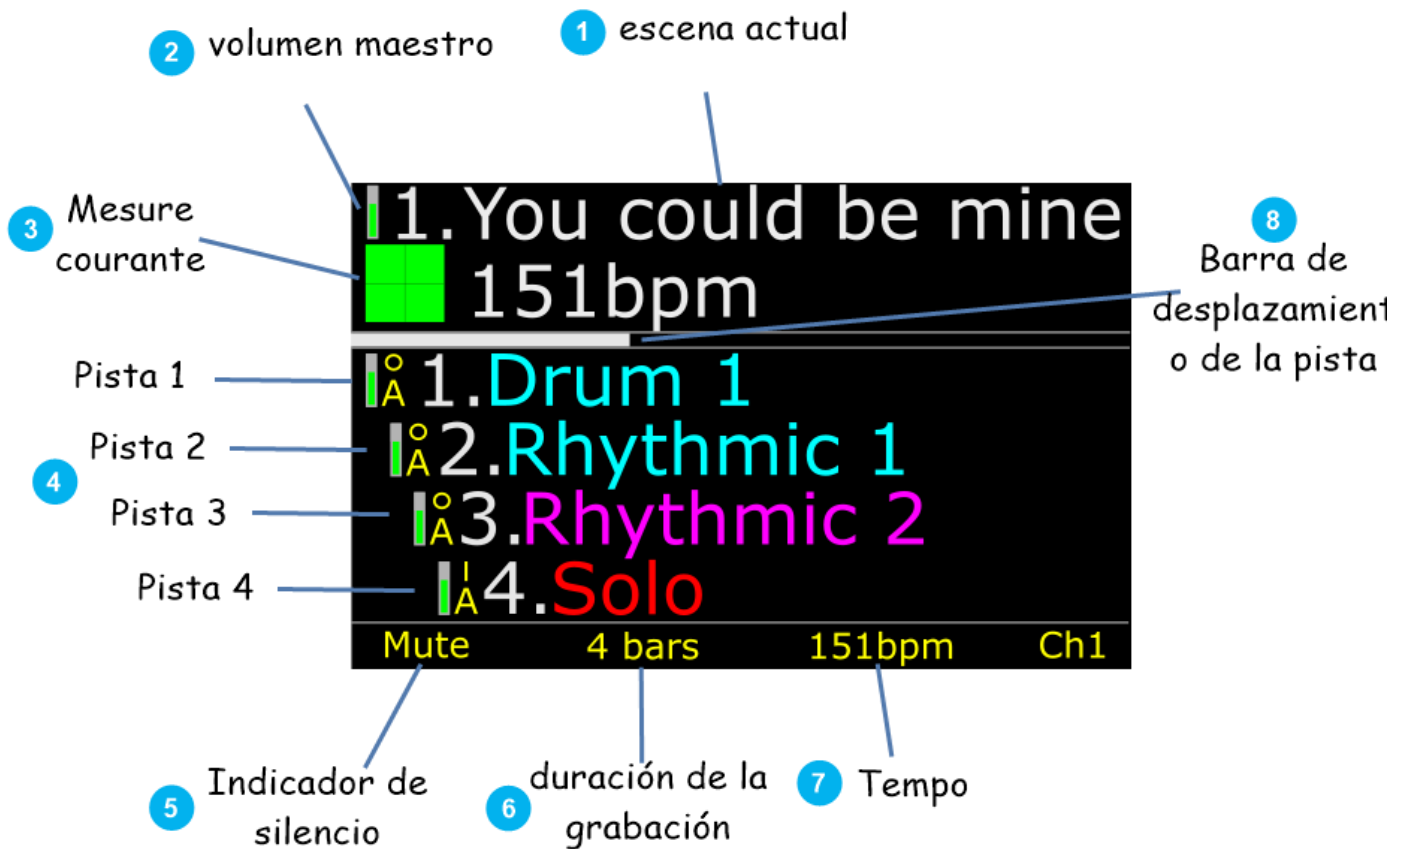 2 volumen maestro
1 escena actual
3 Mesure
courante
1.You could be mine
151bpm
8
Barra de
desplazamient
o de la pista
Pista 1
O
A 1.Drum 1
Pista 2
O
A 2.Rhythmic 1
4
Pista 3
O
A 3.Rhythmic 2
Pista 4
I
A 4.Solo
Mute 4 bars 151bpm Ch1
5 Indicador de
silencio
6 duración de la
grabación
7 Tempo